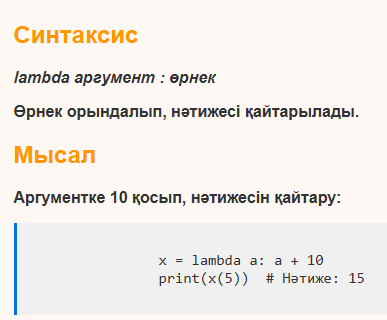 Синтаксис
lambda аргумент : өрнек
Өрнек орындалып, нәтижесі қайтарылады.
Мысал
Аргументке 10 қосып, нәтижесін қайтару:
x = lambda a: a + 10
print(x(5))  # Нәтиже: 15